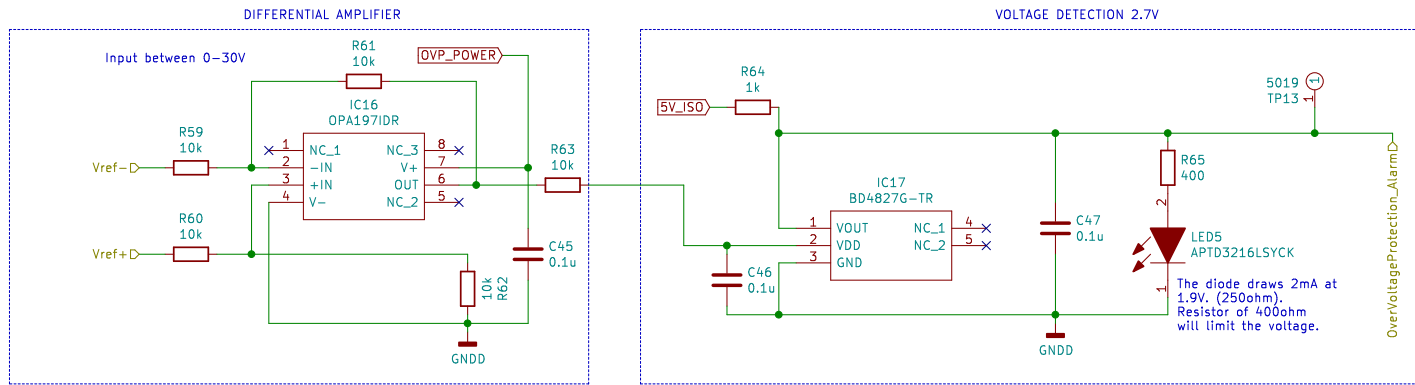 DIFFERENTIAL AMPLIFIER
Input between 0-30V
R61
10k
OVP_POWER
IC16
OPA197IDR
R59
10k
Vref-
1
2
3
4
NC_1
-IN
+IN
V-
NC_3
V+
OUT
NC_2
8
7
6
5
R63
10k
R60
10k
Vref+
10k
R62
C45
0.1u
GNDD
VOLTAGE DETECTION 2.7V
R64
1k
5V_ISO
5019
TP13
1
1
IC17
BD4827G-TR
1
2
3
VOUT
VDD
GND
NC_1
NC_2
4
5
C46
0.1u
C47
0.1u
GNDD
R65
400
2
LED5
APTD3216LSYCK
1
The diode draws 2mA at
1.9V. (250ohm).
Resistor of 400ohm
will limit the voltage.
OverVoltageProtection_Alarm